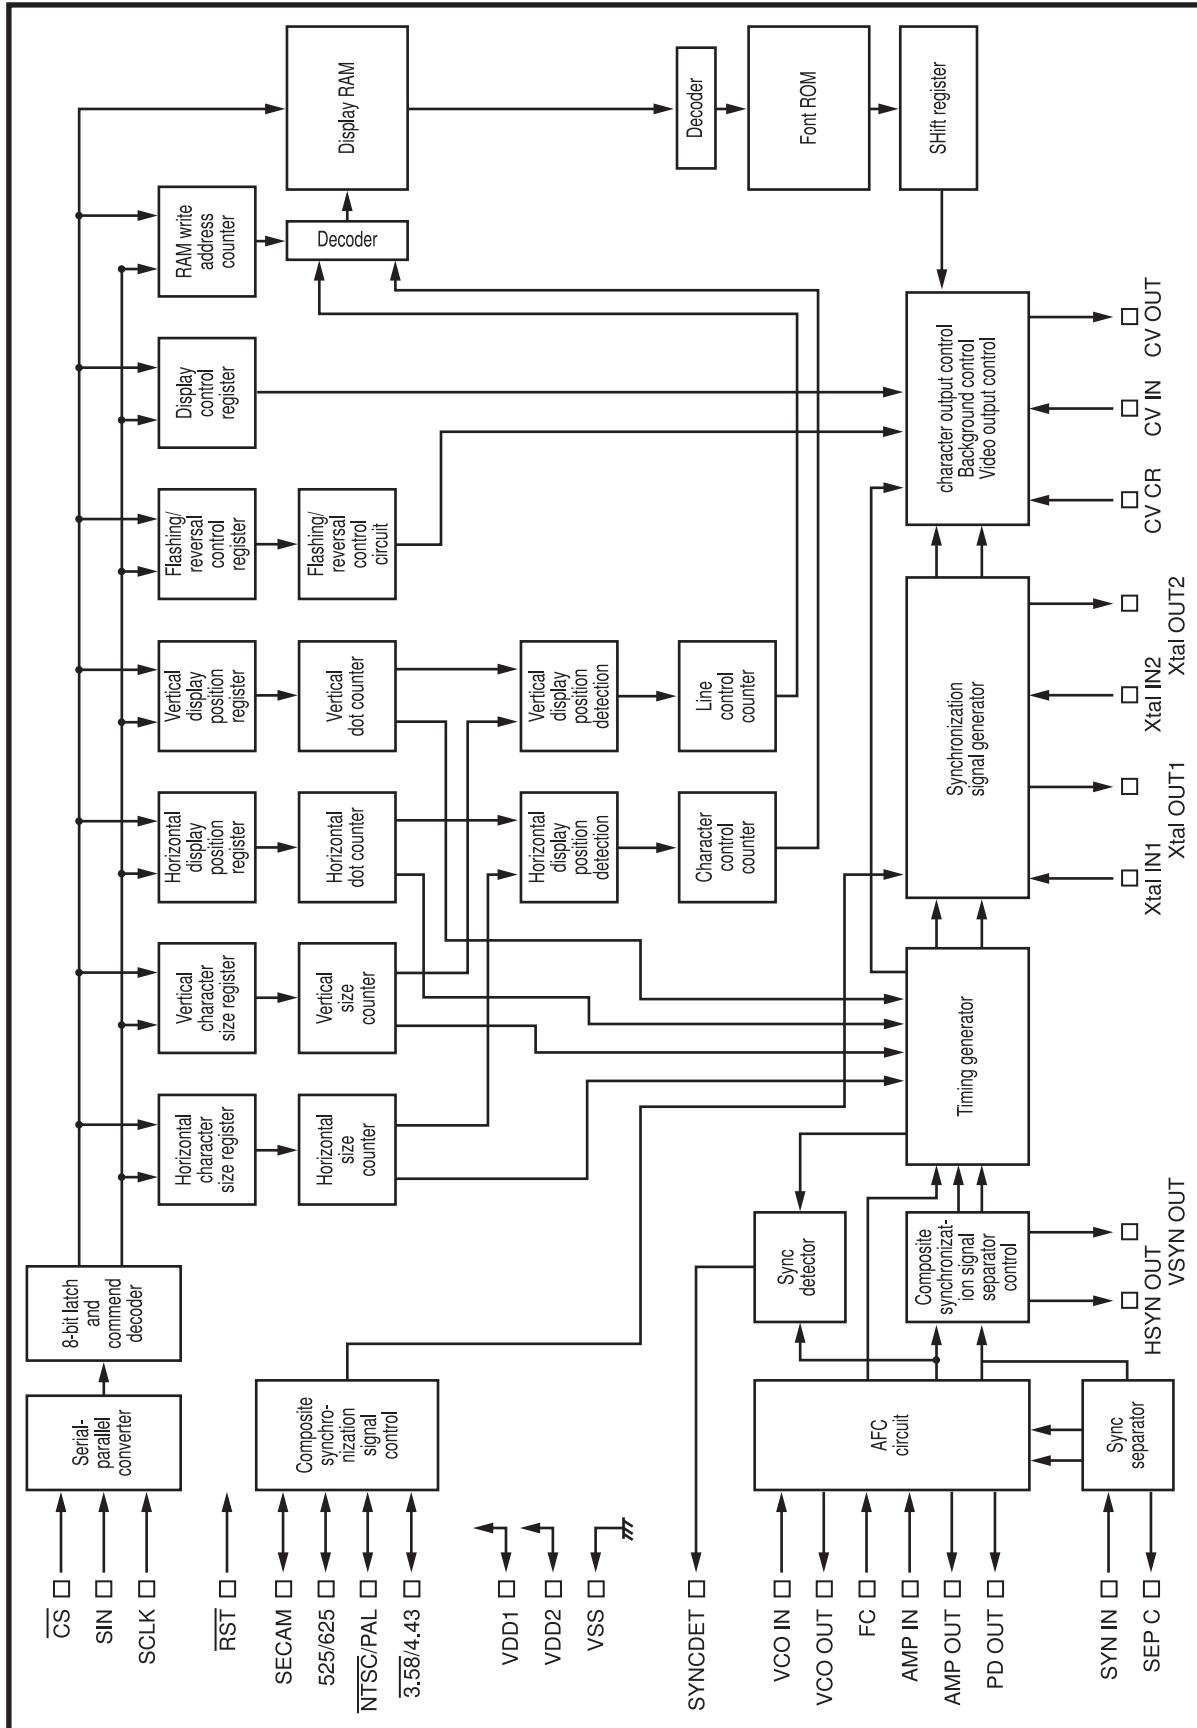 CS
SIN
SCLK
RST
SECAM
525/625
NTSC/PAL
3.58/4.43
VDD1
VDD2
VSS
SYNCDET
VCO IN
VCO OUT
FC
AMP IN
AMP OUT
PD OUT
SYN IN
SEP C
Serial-
parallel
converter
8-bit latch
and
commend
decoder
Composite
synchro-
nization
signal
control
Horizontal
character
size register
Vertical
character
size register
Horizontal
display
position
register
Vertical
display
position
register
Flashing/
reversal
control
register
Display
control
register
RAM write
address
counter
Horizontal
size
counter
Vertical
size
counter
Horizontal
dot counter
Vertical
dot counter
Flashing/
reversal
control
circuit
Decoder
Display RAM
Horizontal
display
position
detection
Vertical
display
position
detection
Character
control
counter
Line
control
counter
Decoder
Font ROM
SHift register
AFC
circuit
Sync
separator
Sync
detector
Composite
synchronizat-
ion signal
separator
control
Timing generator
Synchronization
signal generator
character output control
Background control
Video output control
HSYN OUT
VSYN OUT
Xtal IN1
Xtal OUT1
Xtal IN2
Xtal OUT2
CV CR
CV IN
CV OUT